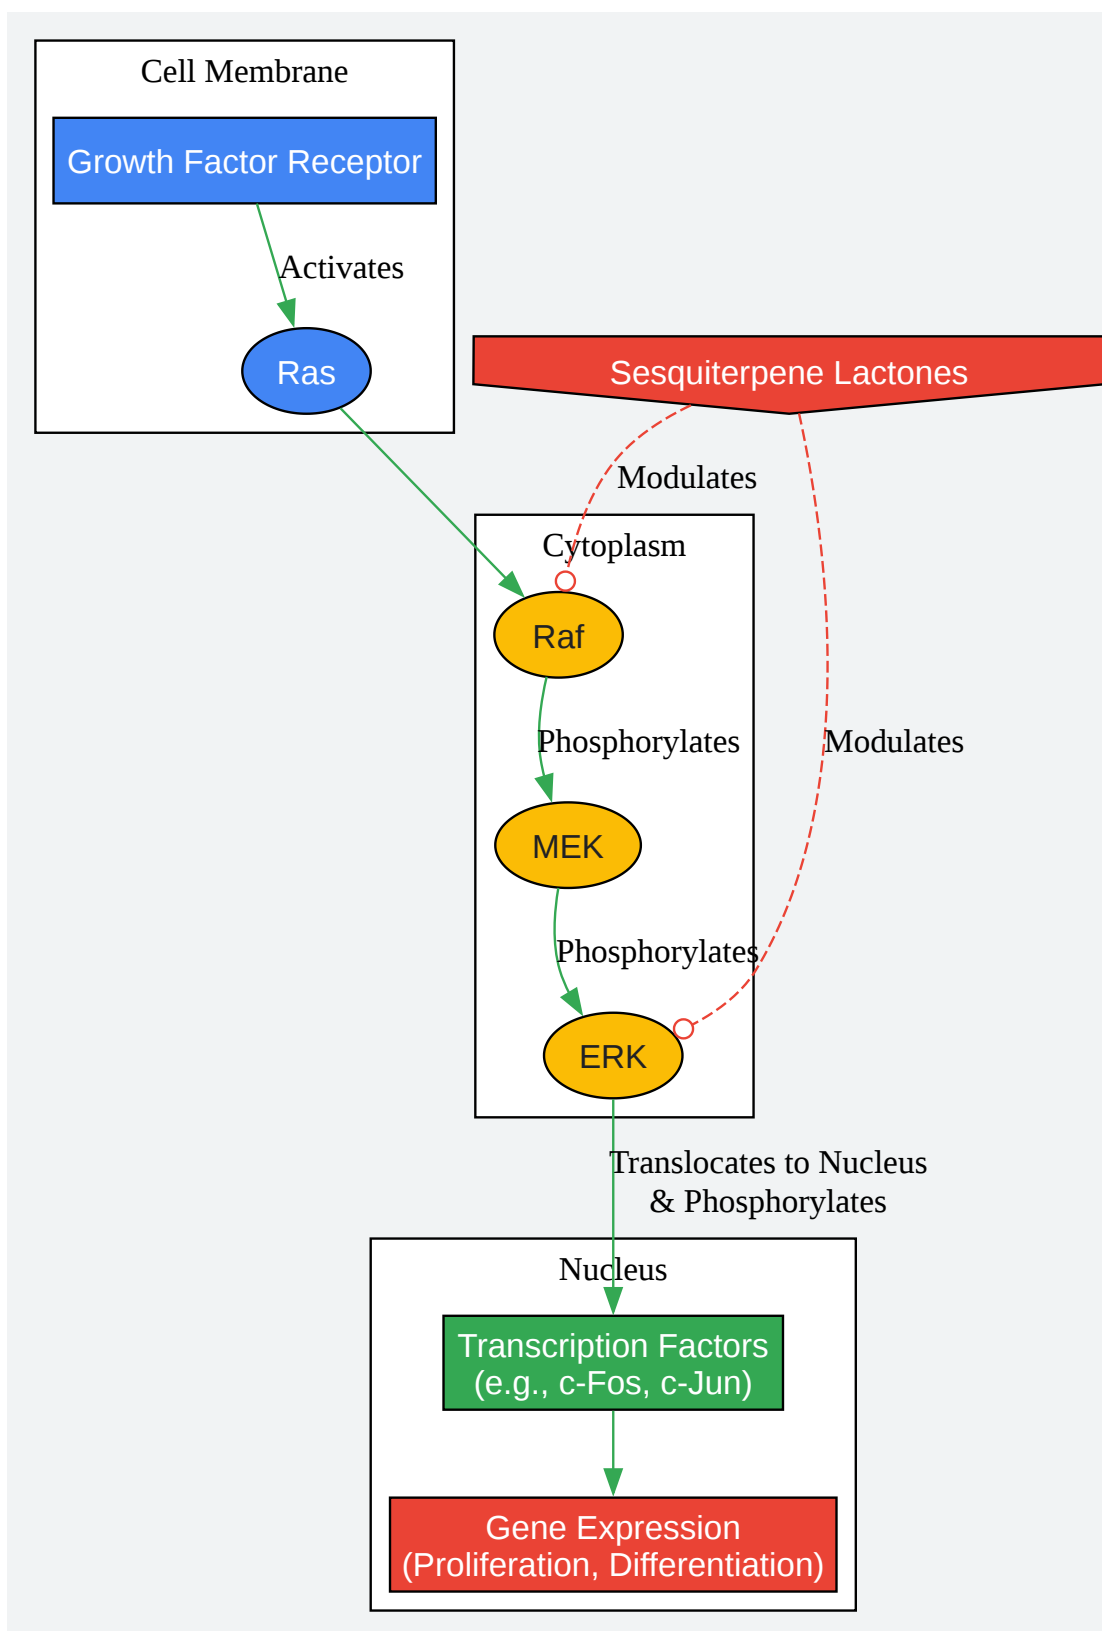 Cell Membrane
Growth Factor Receptor
Activates
Ras
Sesquiterpene Lactones
Modulates
Cytoplasm
Raf
Phosphorylates
Modulates
MEK
Phosphorylates
ERK
Translocates to Nucleus
& Phosphorylates
Nucleus
Transcription Factors
(e.g., c-Fos, c-Jun)
Gene Expression
(Proliferation, Differentiation)